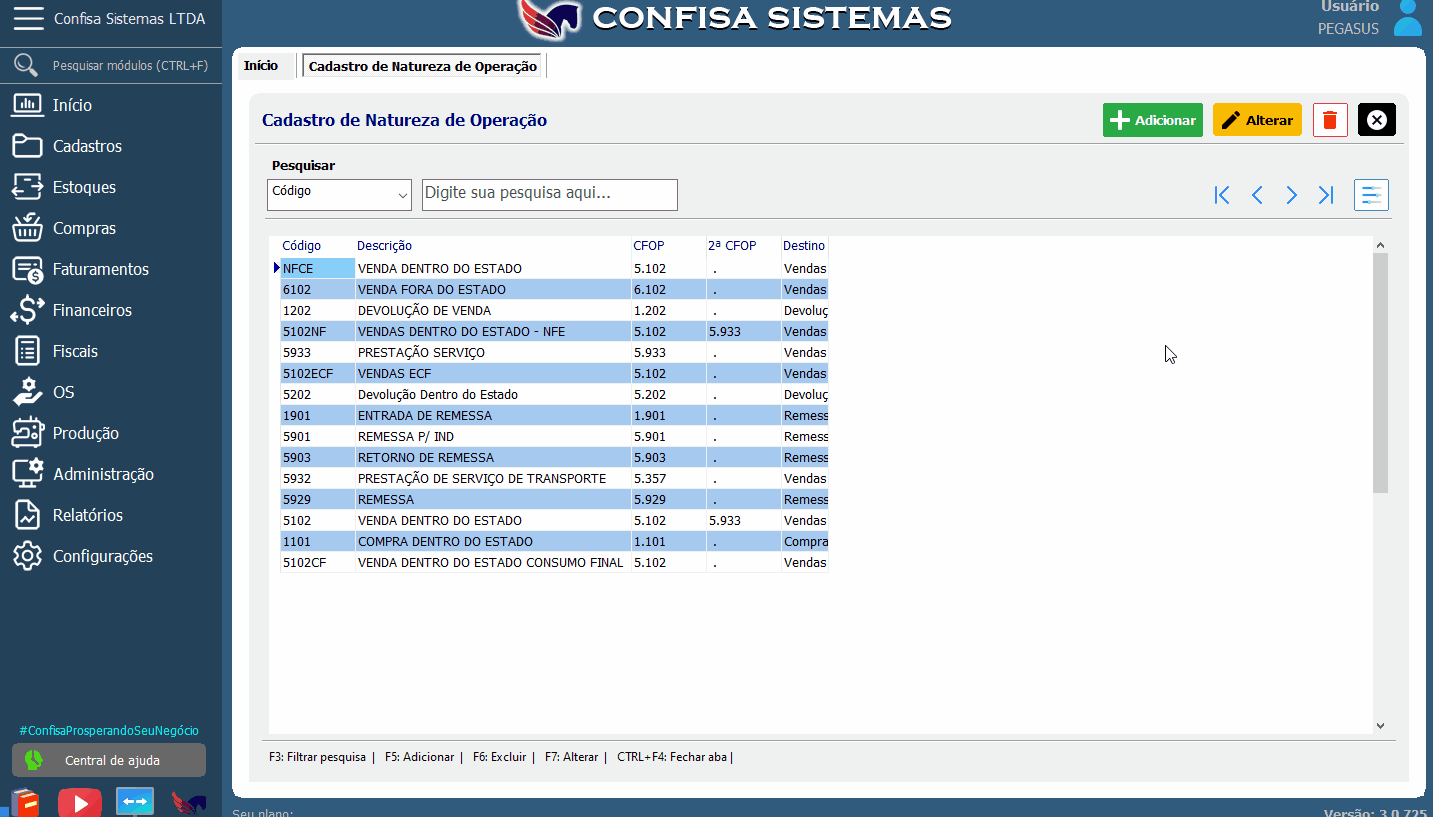 Confisa Sistemas LTDA
CONFISA SISTEMAS
Usuário
PEGASUS
Pesquisar módulos (CTRL+F)
Início
Cadastros
Estoques
Compras
Faturamentos
Financeiros
Fiscais
OS
Produção
Administração
Relatórios
Configurações
#ConfisaProsperandoSeuNegócio
Central de ajuda
Início
Cadastro de Natureza de Operação
Cadastro de Natureza de Operação
Adicionar
Alterar
Pesquisar
Código
Digite sua pesquisa aqui...
Código Descrição CFOP 2ª CFOP Destino
NFCE VENDA DENTRO DO ESTADO 5.102 . Vendas
6102 VENDA FORA DO ESTADO 6.102 . Vendas
1202 DEVOLUÇÃO DE VENDA 1.202 . Devoluç
5102NF VENDAS DENTRO DO ESTADO - NFE 5.102 5.933 Vendas
5933 PRESTAÇÃO SERVIÇO 5.933 . Vendas
5102ECF VENDAS ECF 5.102 . Vendas
5202 Devolução Dentro do Estado 5.202 . Devoluç
1901 ENTRADA DE REMESSA 1.901 . Remess
5901 REMESSA P/ IND 5.901 . Remess
5903 RETORNO DE REMESSA 5.903 . Remess
5932 PRESTAÇÃO DE SERVIÇO DE TRANSPORTE 5.357 . Vendas
5929 REMESSA 5.929 . Remess
5102 VENDA DENTRO DO ESTADO 5.102 5.933 Vendas
1101 COMPRA DENTRO DO ESTADO 1.101 . Compra
5102CF VENDA DENTRO DO ESTADO CONSUMO FINAL 5.102 . Vendas
F3: Filtrar pesquisa | F5: Adicionar | F6: Excluir | F7: Alterar | CTRL+F4: Fechar aba |
Seu plano:
Versão: 3.0.725